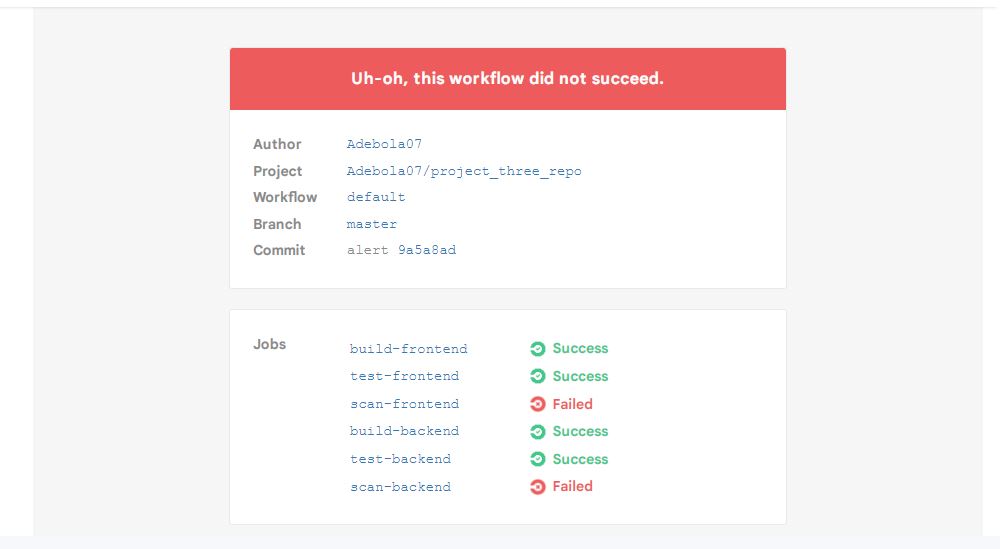 Uh-oh, this workflow did not succeed.
Author Adebola07
Project Adebola07/project_three_repo
Workflow default
Branch master
Commit alert 9a5a8ad
Jobs build-frontend Success
test-frontend Success
scan-frontend Failed
build-backend Success
test-backend Success
scan-backend Failed